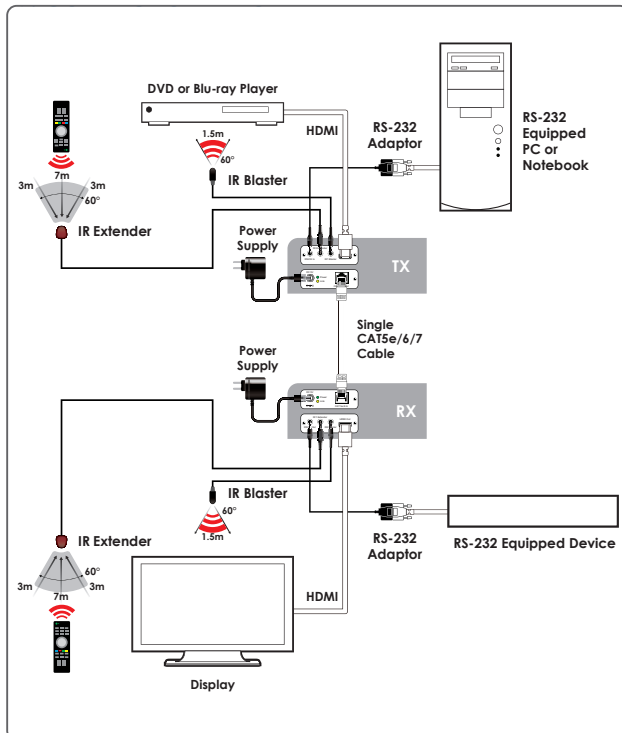 DVD or Blu-ray Player
1.5m
60°
HDMI
RS-232
Adaptor
RS-232
Equipped
PC or
Notebook
7m
3m
3m
60°
IR Extender
IR Blaster
Power
Supply
TX
Single
CAT5e/6/7
Cable
Power
Supply
RX
IR Blaster
60°
1.5m
RS-232
Adaptor
RS-232 Equipped Device
IR Extender
60°
3m
3m
7m
HDMI
Display